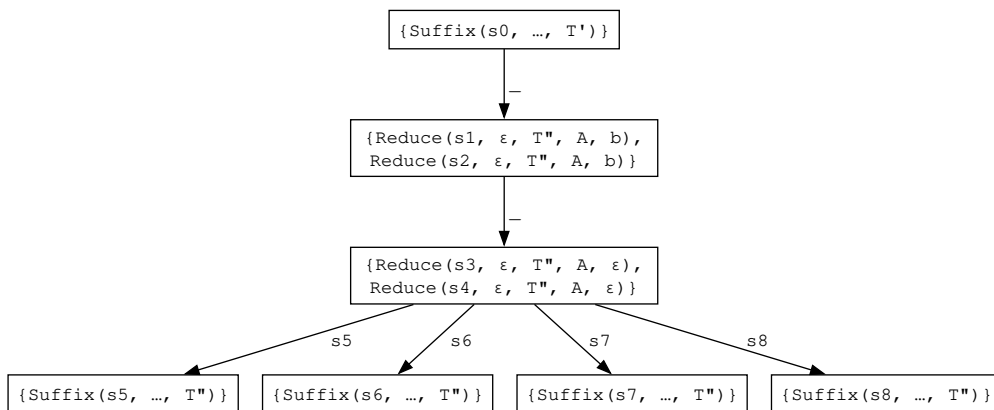 {Suffix(s0, …, T')}
_
{Reduce(s1, ε, T", A, b),
Reduce(s2, ε, T", A, b)}
_
{Reduce(s3, ε, T", A, ε),
Reduce(s4, ε, T", A, ε)}
s5
s6
s7
s8
{Suffix(s5, …, T")}
{Suffix(s6, …, T")}
{Suffix(s7, …, T")}
{Suffix(s8, …, T")}